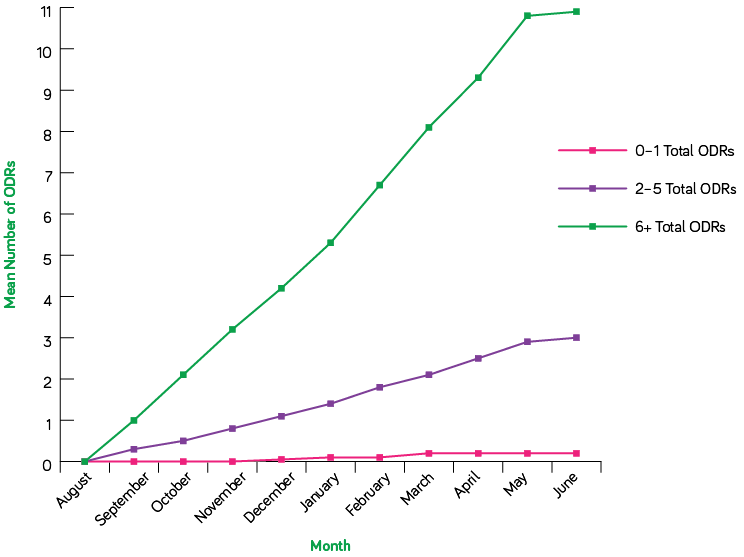 11
10
9
8
7
6
5
4
3
2
1
0
Mean Number of ODRs
0–1 Total ODRs
2–5 Total ODRs
6+ Total ODRs
August
September
October
November
December
January
February
March
April
May
June
Month